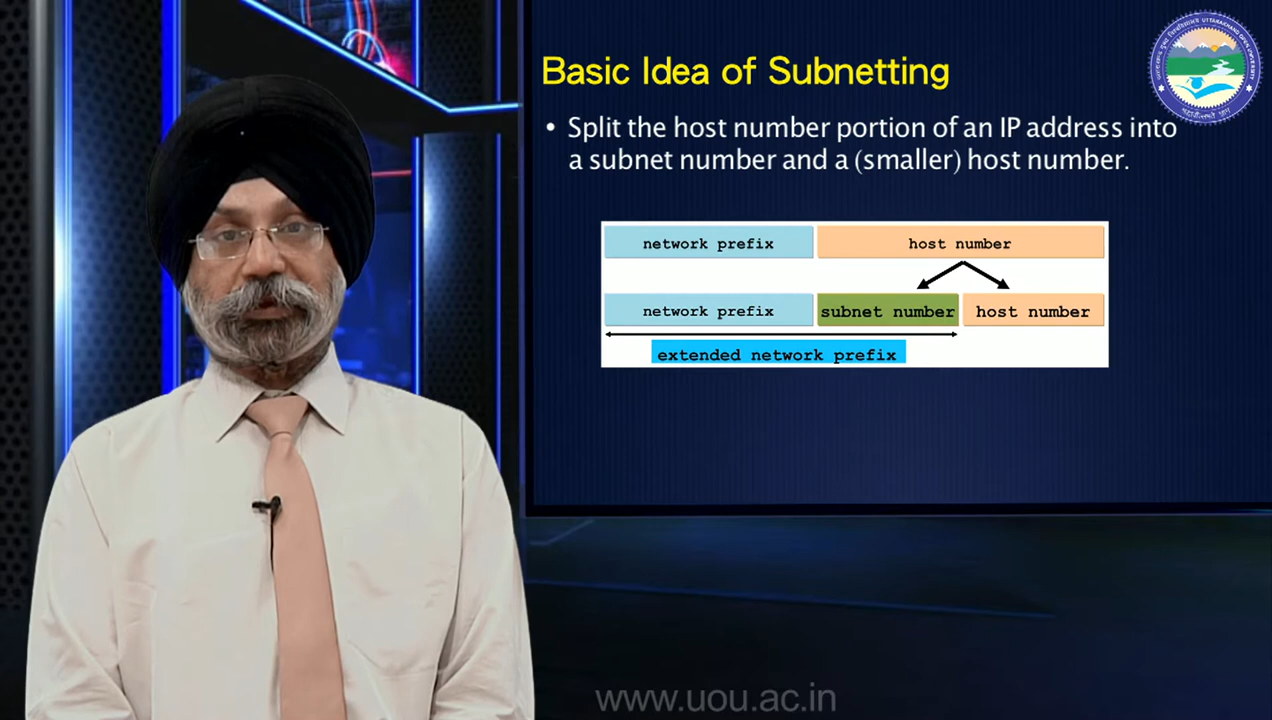 Basic Idea of Subnetting
• Split the host number portion of an IP address into
a subnet number and a (smaller) host number.
network prefix host number
network prefix subnet number host number
extended network prefix
www.uou.ac.in